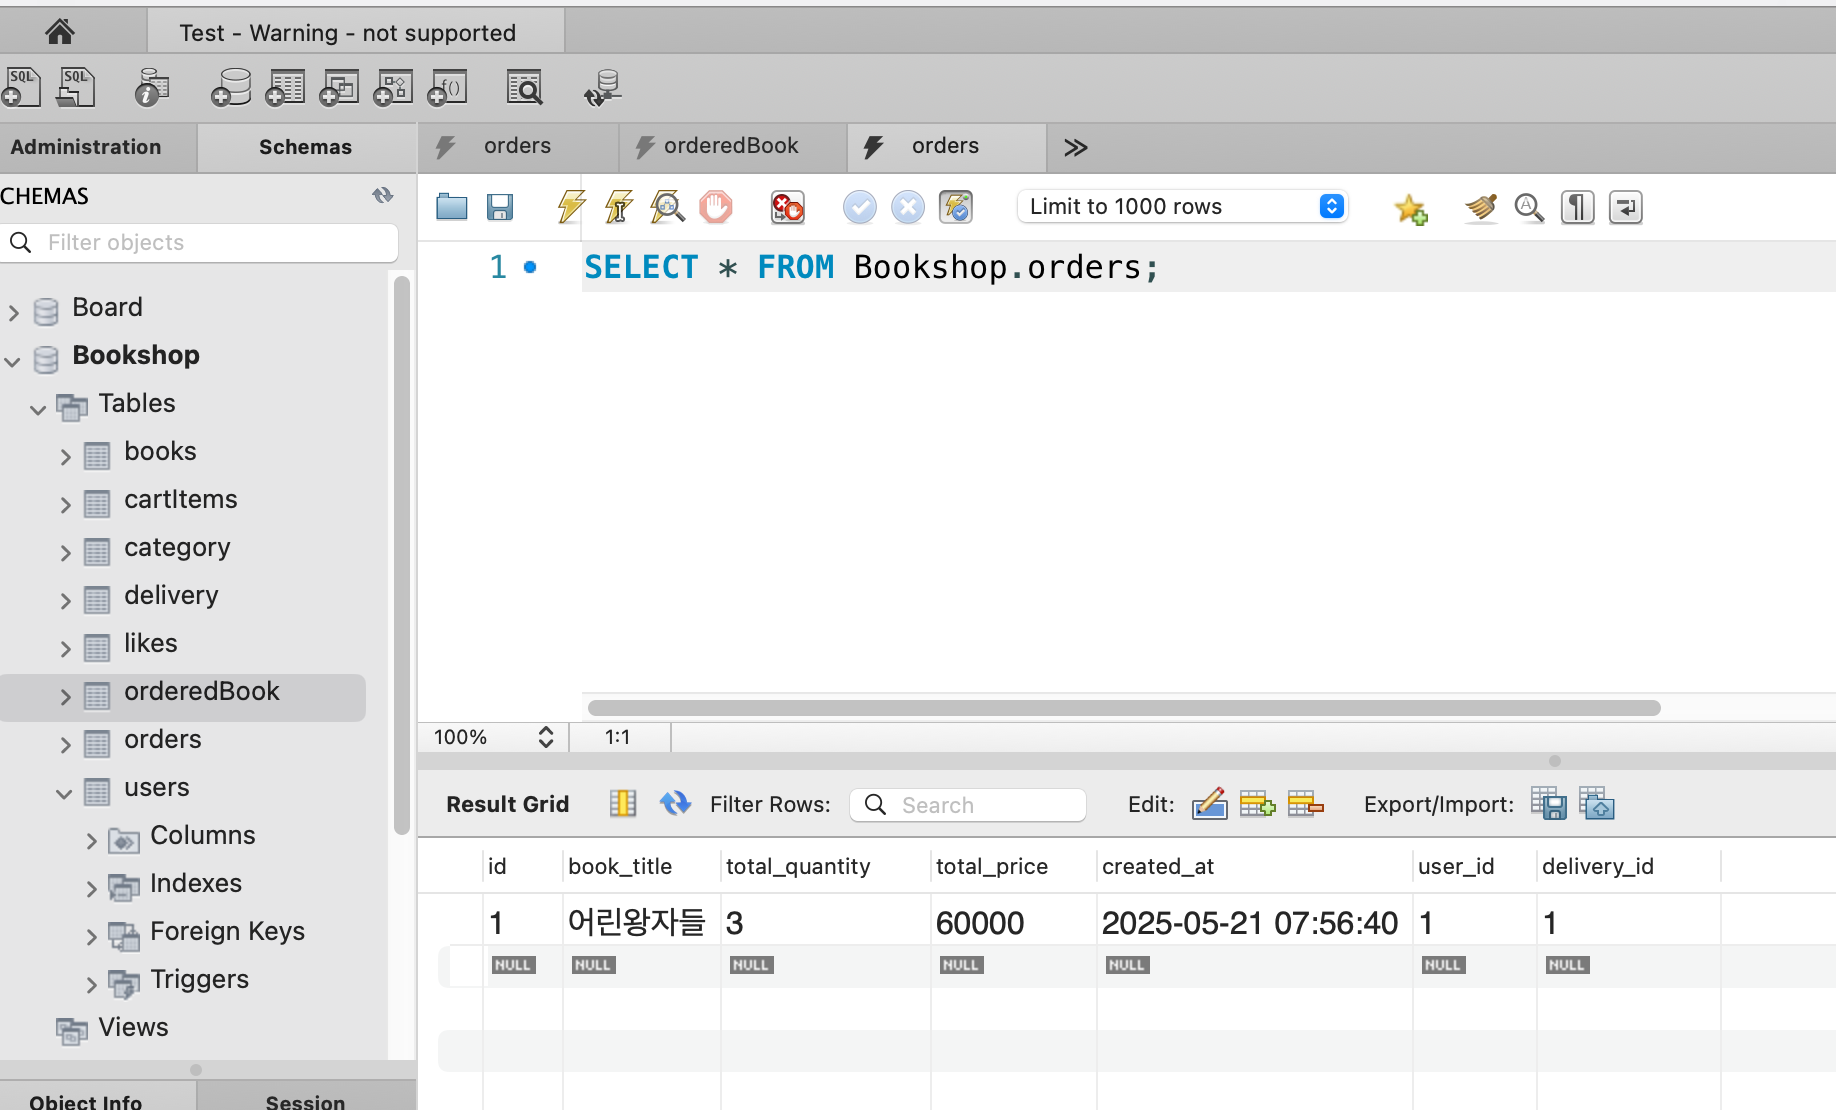 Test - Warning - not supported
SQL SQL i f()
Administration Schemas orders orderedBook orders
CHEMAS
Filter objects
Limit to 1000 rows
1 SELECT * FROM Bookshop.orders;
Board
Bookshop
Tables
books
cartItems
category
delivery
likes
orderedBook
orders
users
Columns
Indexes
Foreign Keys
Triggers
Views
Object Info Session
100% 1:1
Result Grid Filter Rows: Search Edit: Export/Import:
id book_title total_quantity total_price created_at user_id delivery_id
1 어린왕자들 3 60000 2025-05-21 07:56:40 1 1
NULL NULL NULL NULL NULL NULL NULL